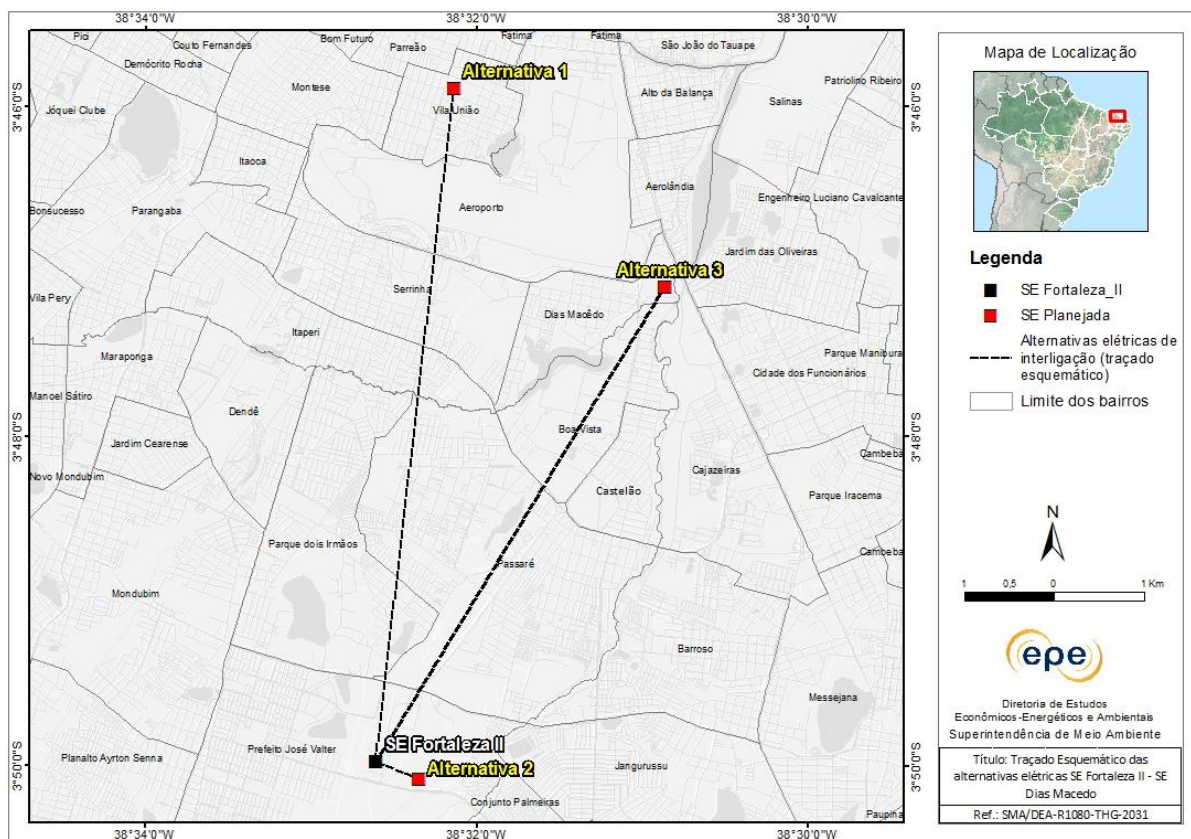 38°34'0"W
38°32'0"W
38°30'0"W
Pici
Couto Fernandes
Bom Futuro
Parreão
Fatima
Fatima
São João do Tauape
Demócrito Rocha
Alternativa 1
Patriolino Ribeiro
Montese
Alto da Balança
Salinas
3°46'0"S
3°46'0"S
Jóquei Clube
Vila União
Itaoca
Aerolândia
Engenheiro Luciano Cavalcante
Bonsucesso
Parangaba
Aeroporto
Jardim das Oliveiras
Alternativa 3
Serrinha
Vila Pery
Dias Macêdo
Itaperi
Maraponga
Parque Manibura
Cidade dos Funcionários
Manoel Sátiro
Dendê
Boa Vista
Jardim Cearense
3°48'0"S
3°48'0"S
Cambeba
Novo Mondubim
Cajazeiras
Castelão
Parque Iracema
Parque dois Irmãos
Cambeba
Passaré
Mondubim
Barroso
Messejana
SE Fortaleza II
Prefeito José Valter
Planalto Ayrton Senna
Alternativa 2
Jangurussu
3°50'0"S
3°50'0"S
Conjunto Palmeiras
Paupina
38°34'0"W
38°32'0"W
38°30'0"W
Mapa de Localização
Legenda
SE Fortaleza_II
SE Planejada
Alternativas elétricas de
interligação (traçado
esquemático)
Limite dos bairros
N
1 0,5 0 1 Km
epe
Diretoria de Estudos
Econômicos-Energéticos e Ambientais
Superintendência de Meio Ambiente
Título: Traçado Esquemático das
alternativas elétricas SE Fortaleza II - SE
Dias Macedo
Ref.: SMA/DEA-R1080-THG-2031